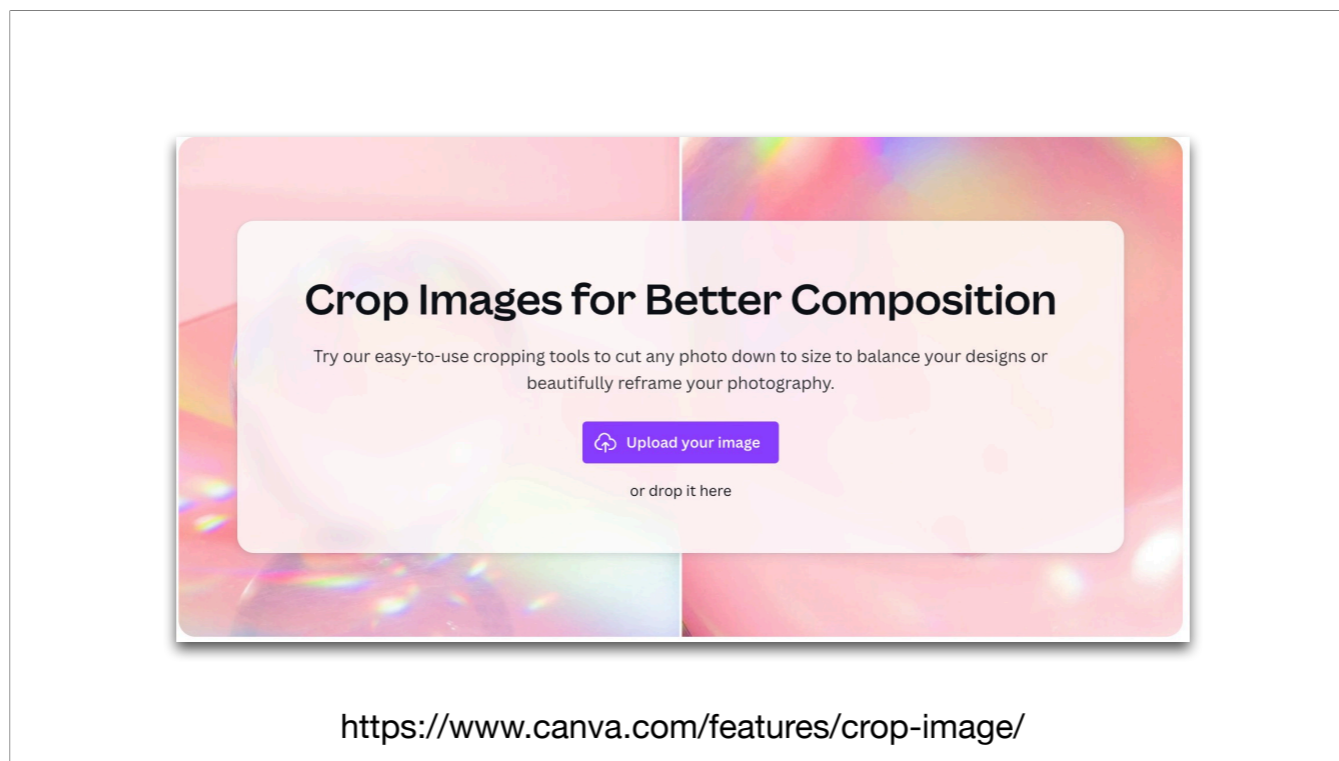 Crop Images for Better Composition
Try our easy-to-use cropping tools to cut any photo down to size to balance your designs or
beautifully reframe your photography.
Upload your image
or drop it here
https://www.canva.com/features/crop-image/